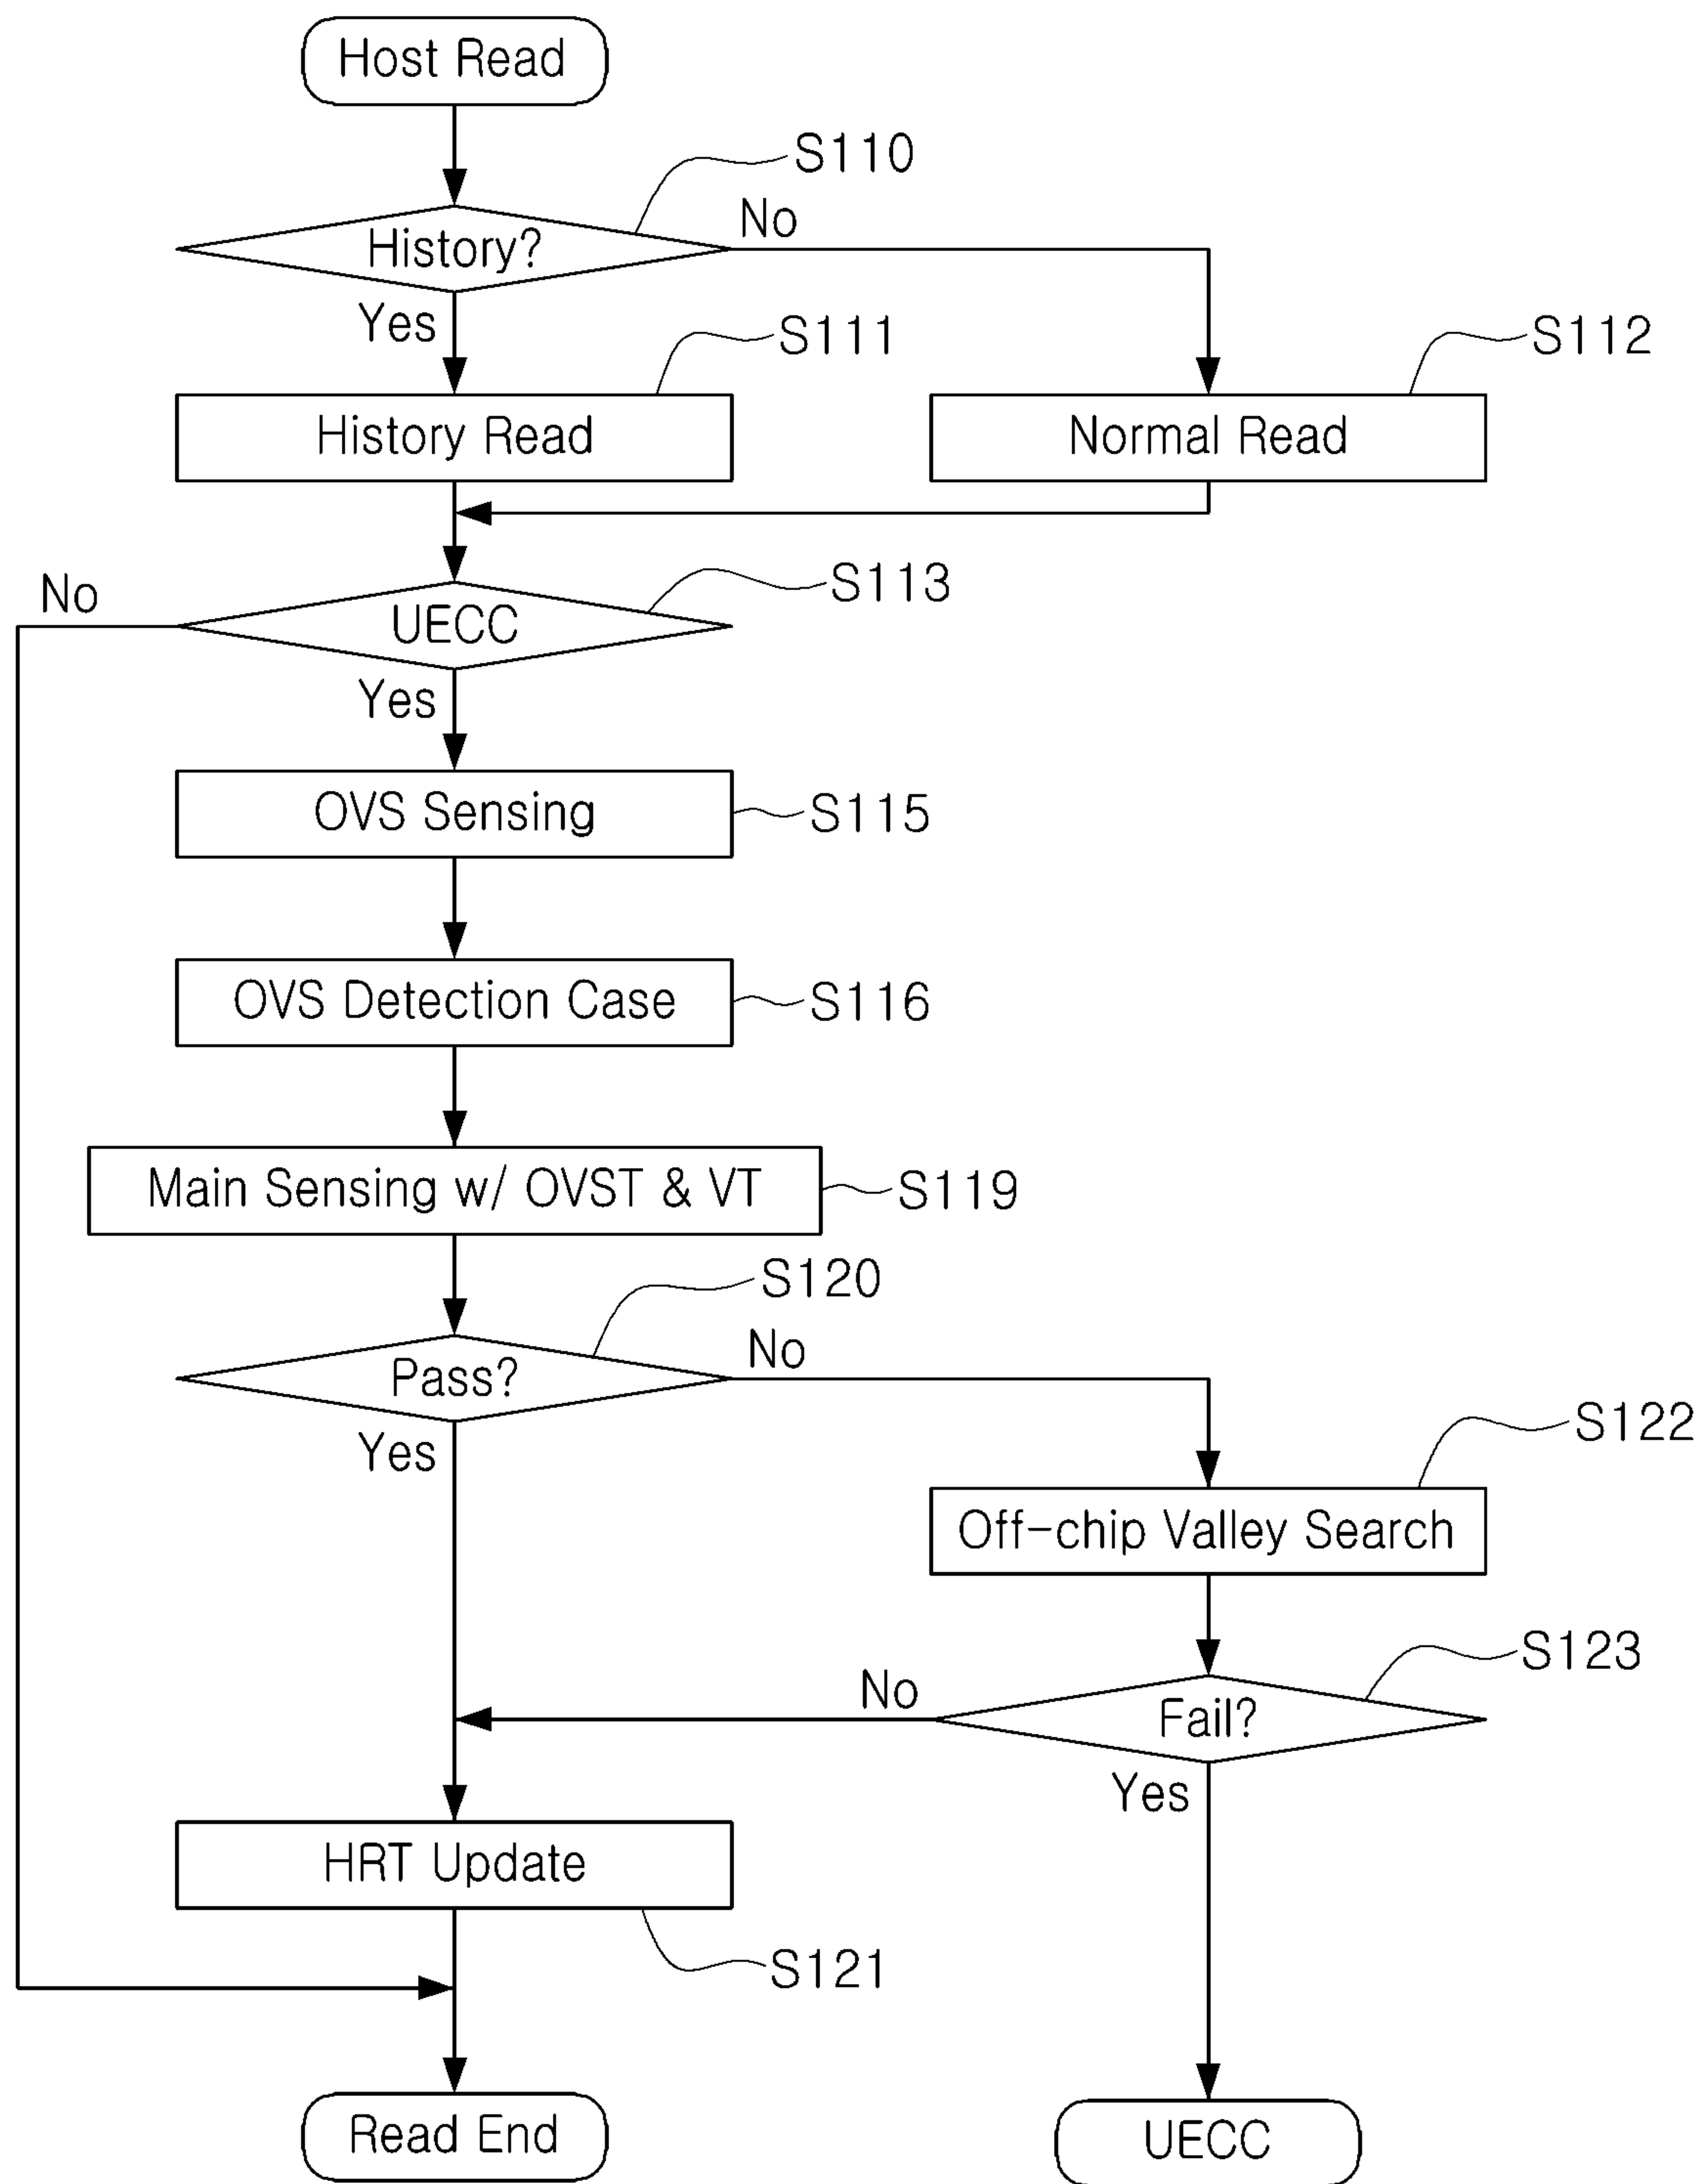 Host Read
S110
History?
No
Yes
S111
S112
History Read
Normal Read
No
UECC
S113
Yes
OVS Sensing
S115
OVS Detection Case
S116
Main Sensing w/ OVST & VT
S119
S120
Pass?
No
Yes
S122
Off-chip Valley Search
S123
No
Fail?
Yes
HRT Update
S121
Read End
UECC